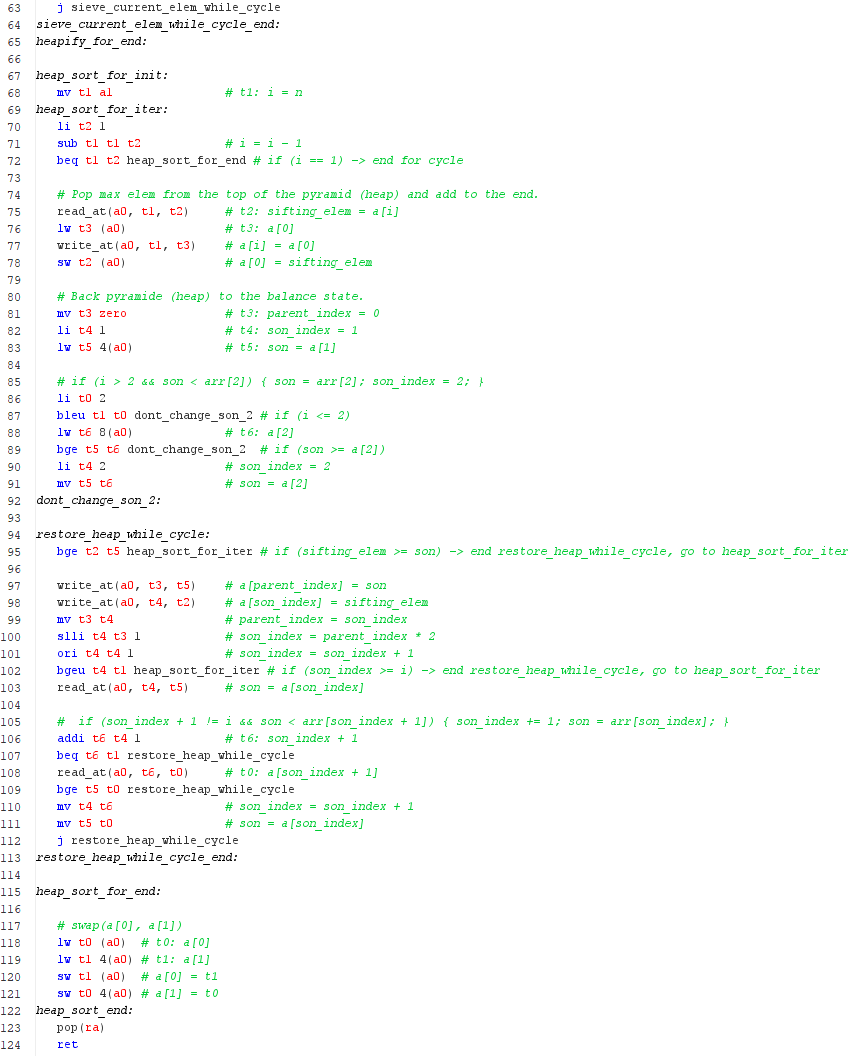 63 j sieve_current_elem_while_cycle
64 sieve_current_elem_while_cycle_end:
65 heapify_for_end:
66
67 heap_sort_for_init:
68 mv t1 a1 # t1: i = n
69 heap_sort_for_iter:
70 li t2 1
71 sub t1 t1 t2 # i = i - 1
72 beq t1 t2 heap_sort_for_end # if (i == 1) -> end for cycle
73
74 # Pop max elem from the top of the pyramid (heap) and add to the end.
75 read_at(a0, t1, t2) # t2: sifting_elem = a[i]
76 lw t3 (a0) # t3: a[0]
77 write_at(a0, t1, t3) # a[i] = a[0]
78 sw t2 (a0) # a[0] = sifting_elem
79
80 # Back pyramide (heap) to the balance state.
81 mv t3 zero # t3: parent_index = 0
82 li t4 1 # t4: son_index = 1
83 lw t5 4(a0) # t5: son = a[1]
84
85 # if (i > 2 && son < arr[2]) { son = arr[2]; son_index = 2; }
86 li t0 2
87 bleu t1 t0 dont_change_son_2 # if (i <= 2)
88 lw t6 8(a0) # t6: a[2]
89 bge t5 t6 dont_change_son_2 # if (son >= a[2])
90 li t4 2 # son_index = 2
91 mv t5 t6 # son = a[2]
92 dont_change_son_2:
93
94 restore_heap_while_cycle:
95 bge t2 t5 heap_sort_for_iter # if (sifting_elem >= son) -> end restore_heap_while_cycle, go to heap_sort_for_iter
96
97 write_at(a0, t3, t5) # a[parent_index] = son
98 write_at(a0, t4, t2) # a[son_index] = sifting_elem
99 mv t3 t4 # parent_index = son_index
100 slli t4 t3 1 # son_index = parent_index * 2
101 ori t4 t4 1 # son_index = son_index + 1
102 bgeu t4 t1 heap_sort_for_iter # if (son_index >= i) -> end restore_heap_while_cycle, go to heap_sort_for_iter
103 read_at(a0, t4, t5) # son = a[son_index]
104
105 # if (son_index + 1 != i && son < arr[son_index + 1]) { son_index += 1; son = arr[son_index]; }
106 addi t6 t4 1 # t6: son_index + 1
107 beq t6 t1 restore_heap_while_cycle
108 read_at(a0, t6, t0) # t0: a[son_index + 1]
109 bge t5 t0 restore_heap_while_cycle
110 mv t4 t6 # son_index = son_index + 1
111 mv t5 t0 # son = a[son_index]
112 j restore_heap_while_cycle
113 restore_heap_while_cycle_end:
114
115 heap_sort_for_end:
116
117 # swap(a[0], a[1])
118 lw t0 (a0) # t0: a[0]
119 lw t1 4(a0) # t1: a[1]
120 sw t1 (a0) # a[0] = t1
121 sw t0 4(a0) # a[1] = t0
122 heap_sort_end:
123 pop(ra)
124 ret